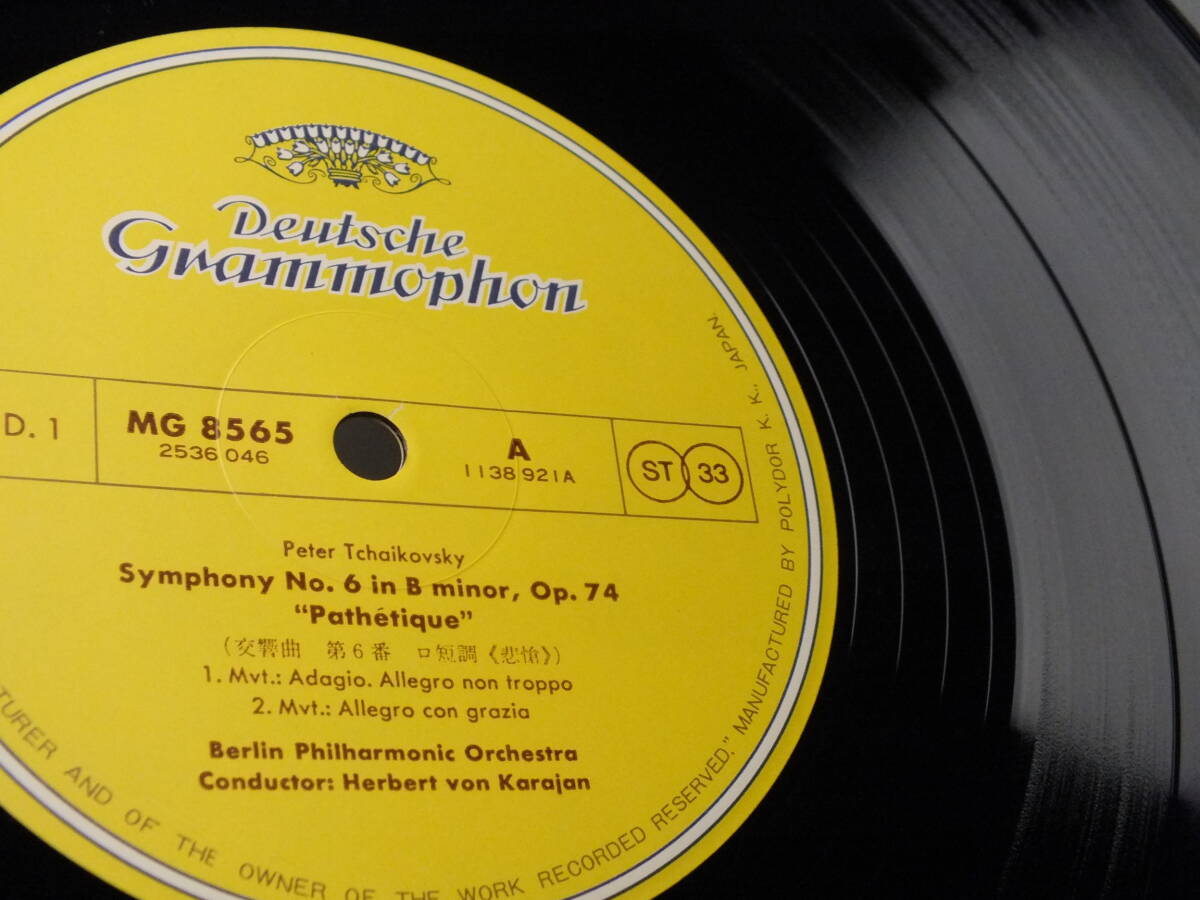 Deutsche
Grammophon
D. 1
MG 8565
2536 046
A
1138 921A
ST 33
Peter Tchaikovsky
Symphony No. 6 in B minor, Op. 74
“Pathétique”
(交響曲 第6番 ロ短調《悲愴》)
1. Mvt.: Adagio. Allegro non troppo
2. Mvt.: Allegro con grazia
Berlin Philharmonic Orchestra
Conductor: Herbert von Karajan
TURER AND OF THE OWNER OF THE WORK RECORDED RESERVED." MANUFACTURED BY POLYDOR K. K., JAPAN.